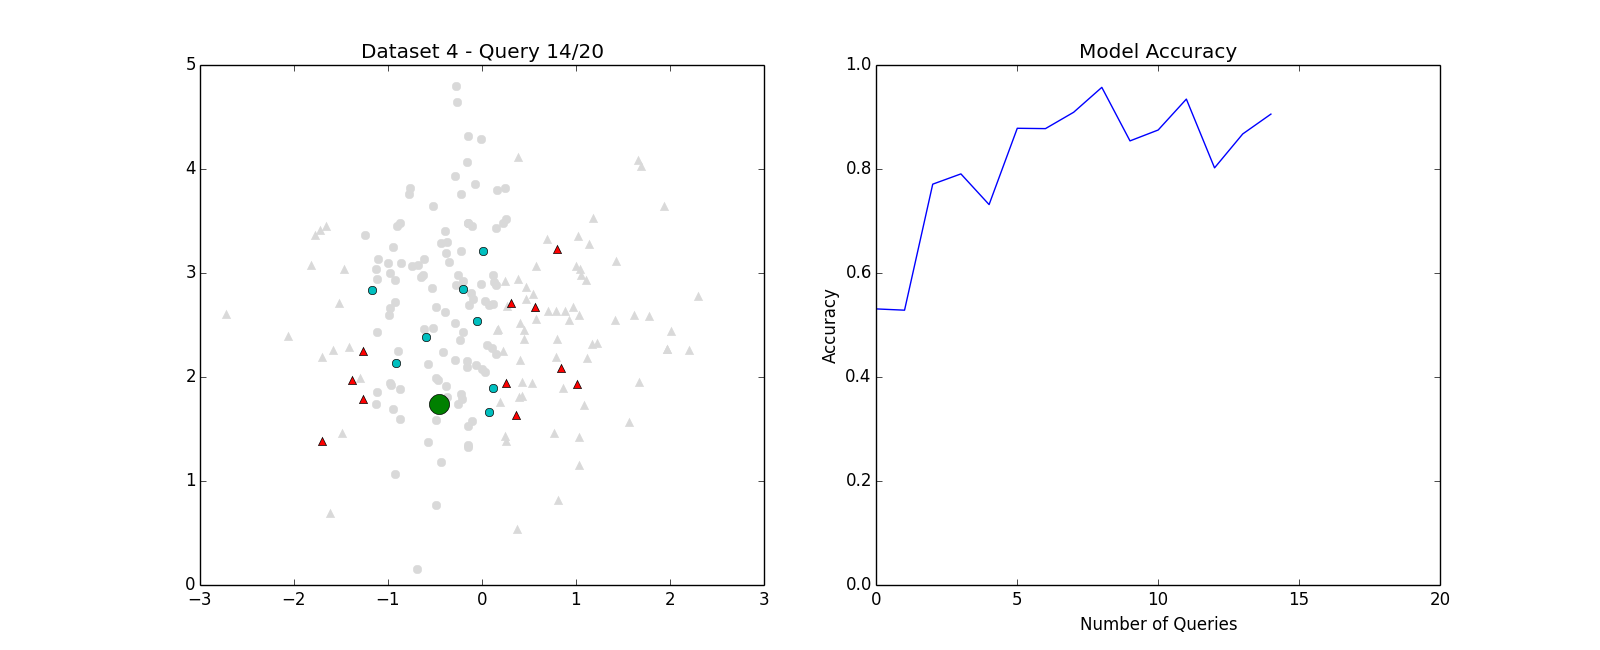 Dataset 4 - Query 14/20
5
4
3
2
1
0
−3 −2 −1 0 1 2 3
Model Accuracy
1.0
0.8
0.6
0.4
0.2
0.0
Accuracy
0 5 10 15 20
Number of Queries